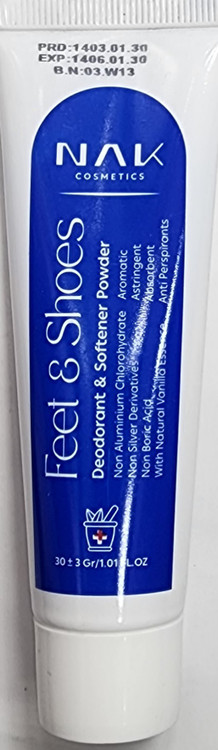 PRD:1403.01.30
EXP:1406.01.30
B.N:03.W13
NAK
COSMETICS
Feet & Shoes
Deodorant & Softener Powder
Non Aluminium Chlorohydrate Aromatic
Non Silver Derivatives Astringent
Non Boric Acid Absorbent
With Natural Vanilla Essence Anti Perspirants
30±3 Gr/1.01 FL.OZ